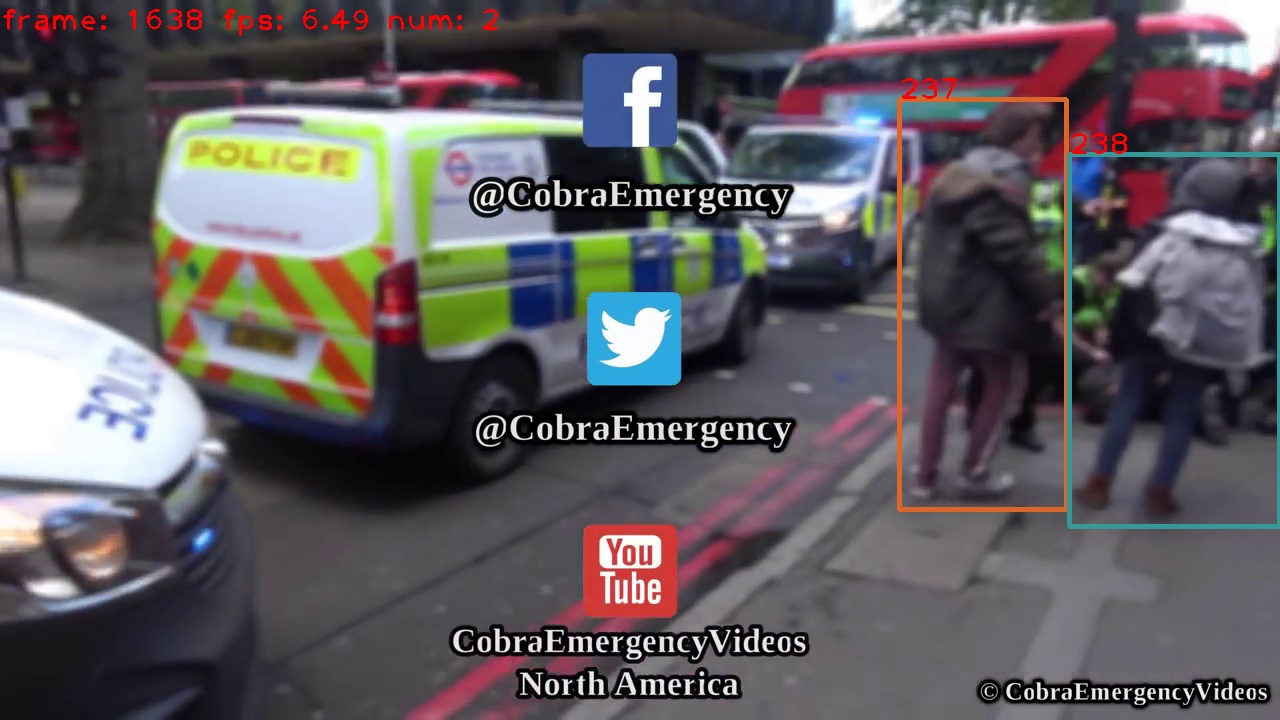 frame: 1638 fps: 6.49 num: 2
237
238
POLICE
@CobraEmergency
@CobraEmergency
POLICE
You
Tube
CobraEmergencyVideos
North America
© CobraEmergencyVideos